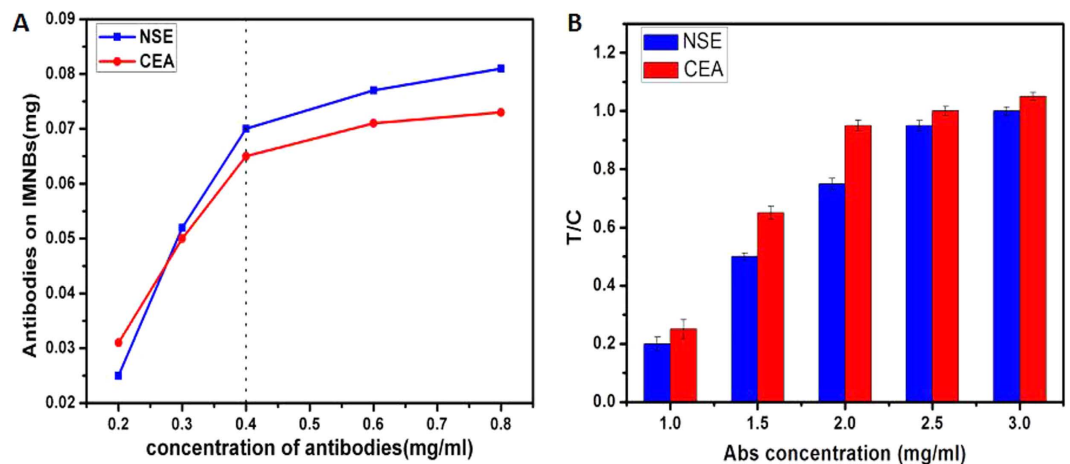 A
NSE
CEA
Antibodies on IMNBs(mg)
0.09
0.08
0.07
0.06
0.05
0.04
0.03
0.02
0.2 0.3 0.4 0.5 0.6 0.7 0.8
concentration of antibodies(mg/ml)
B
NSE
CEA
T/C
1.2
1.0
0.8
0.6
0.4
0.2
0.0
1.0 1.5 2.0 2.5 3.0
Abs concentration (mg/ml)